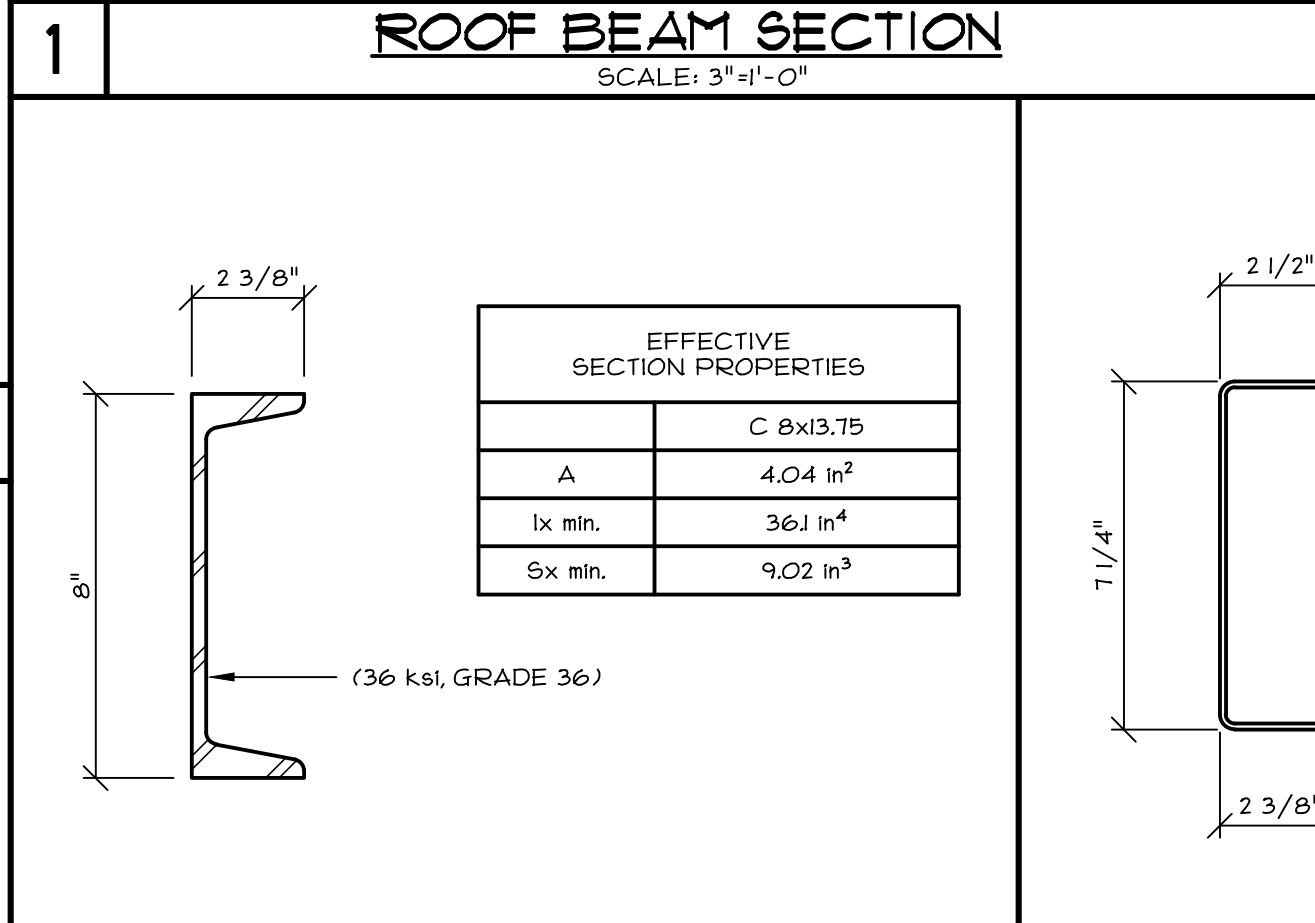 1
ROOF BEAM SECTION
SCALE: 3"=1'-0"
2 3/8"
8"
EFFECTIVE
SECTION PROPERTIES
C 8x13.75
A 4.04 in²
Ix min. 36.1 in⁴
Sx min. 9.02 in³
(36 ksi, GRADE 36)
2 1/2"
7 1/4"
2 3/8"